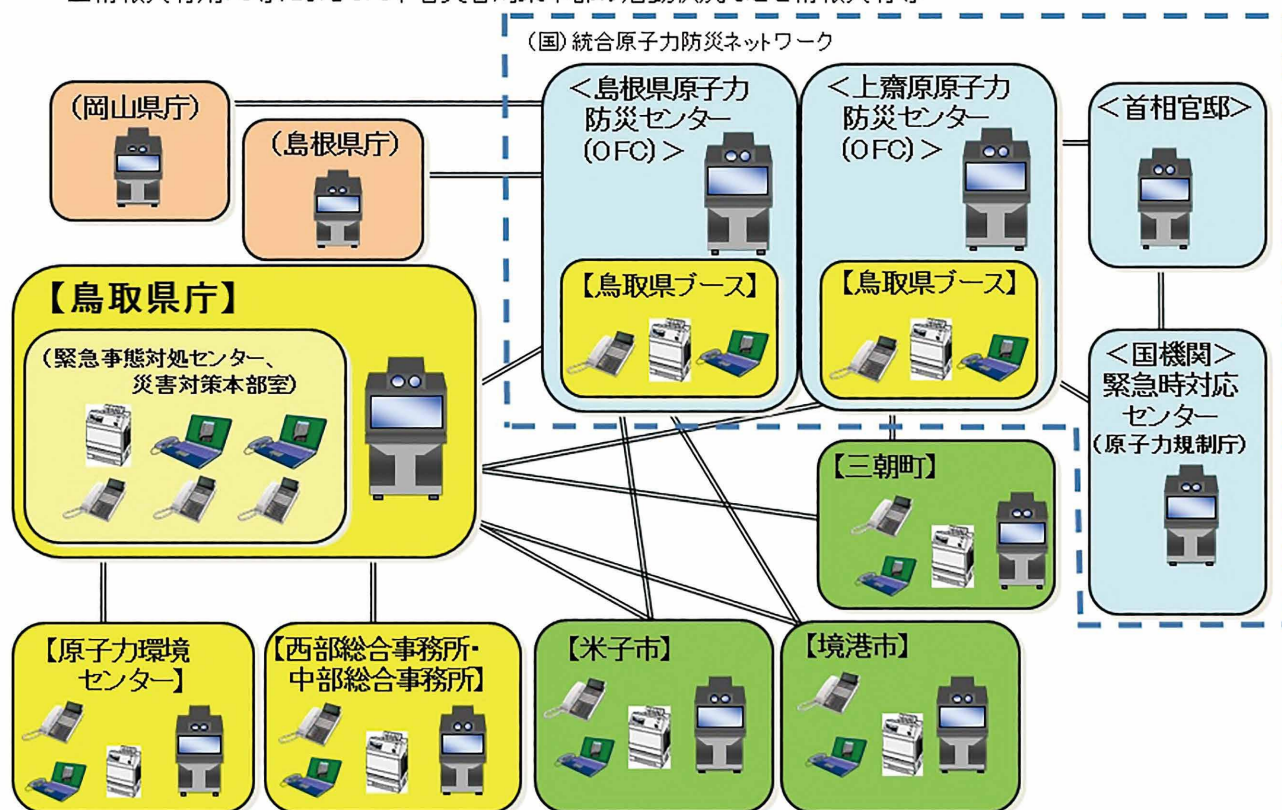 (国)統合原子力防災ネットワーク
(岡山県庁)
(島根県庁)
<島根県原子力
防災センター
(OFC)>
【鳥取県ブース】
<上齋原原子力
防災センター
(OFC)>
【鳥取県ブース】
<首相官邸>
<国機関>
緊急時対応
センター
(原子力規制庁)
【鳥取県庁】
(緊急事態対処センター、
災害対策本部室)
【三朝町】
【原子力環境
センター】
【西部総合事務所・
中部総合事務所】
【米子市】
【境港市】